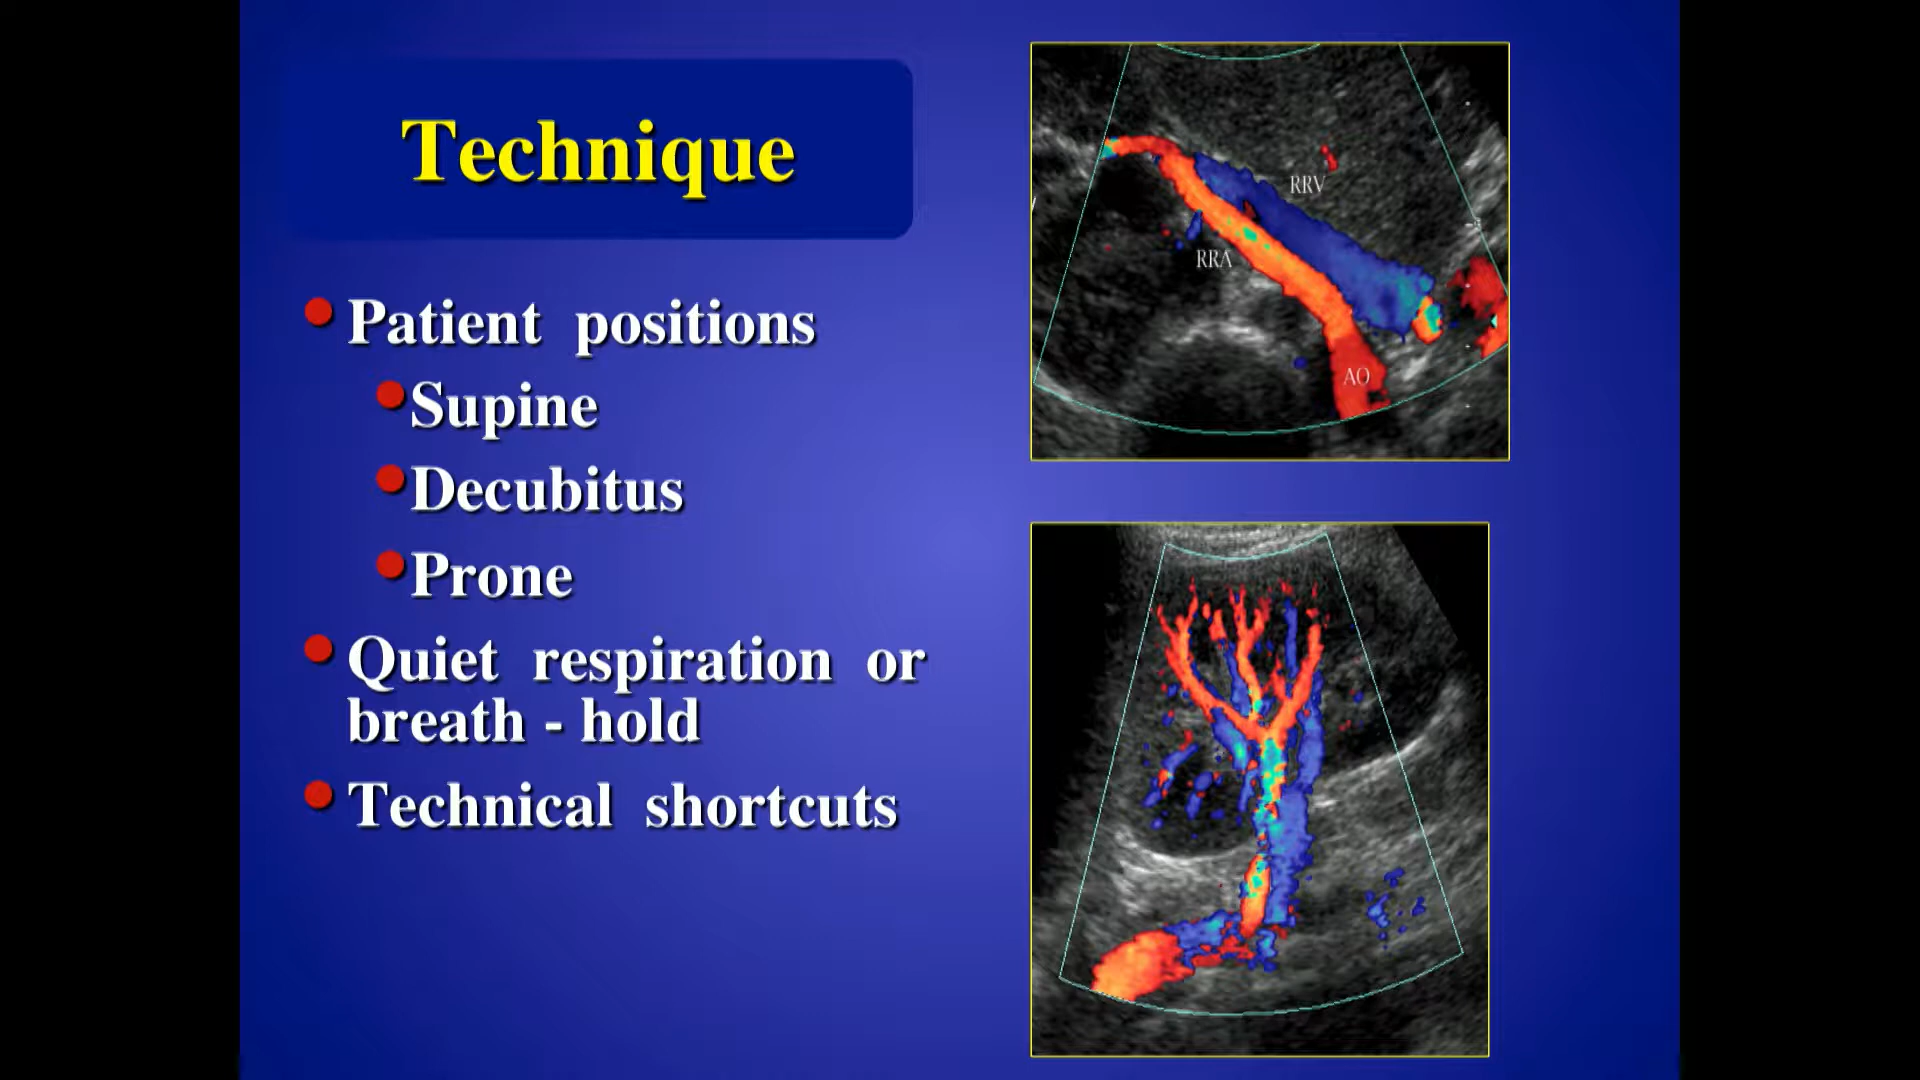 Technique
Patient positions
Supine
Decubitus
Prone
Quiet respiration or
breath - hold
Technical shortcuts
RRV
RRA
AO